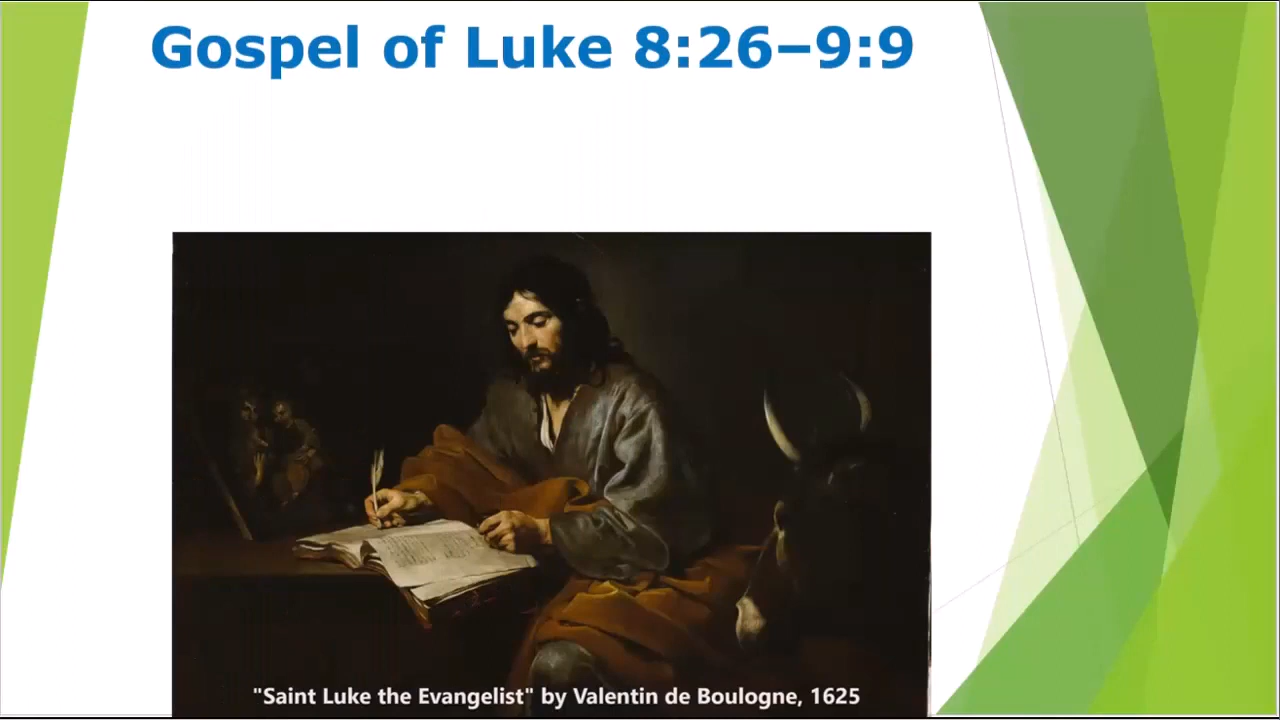 Gospel of Luke 8:26–9:9
"Saint Luke the Evangelist" by Valentin de Boulogne, 1625